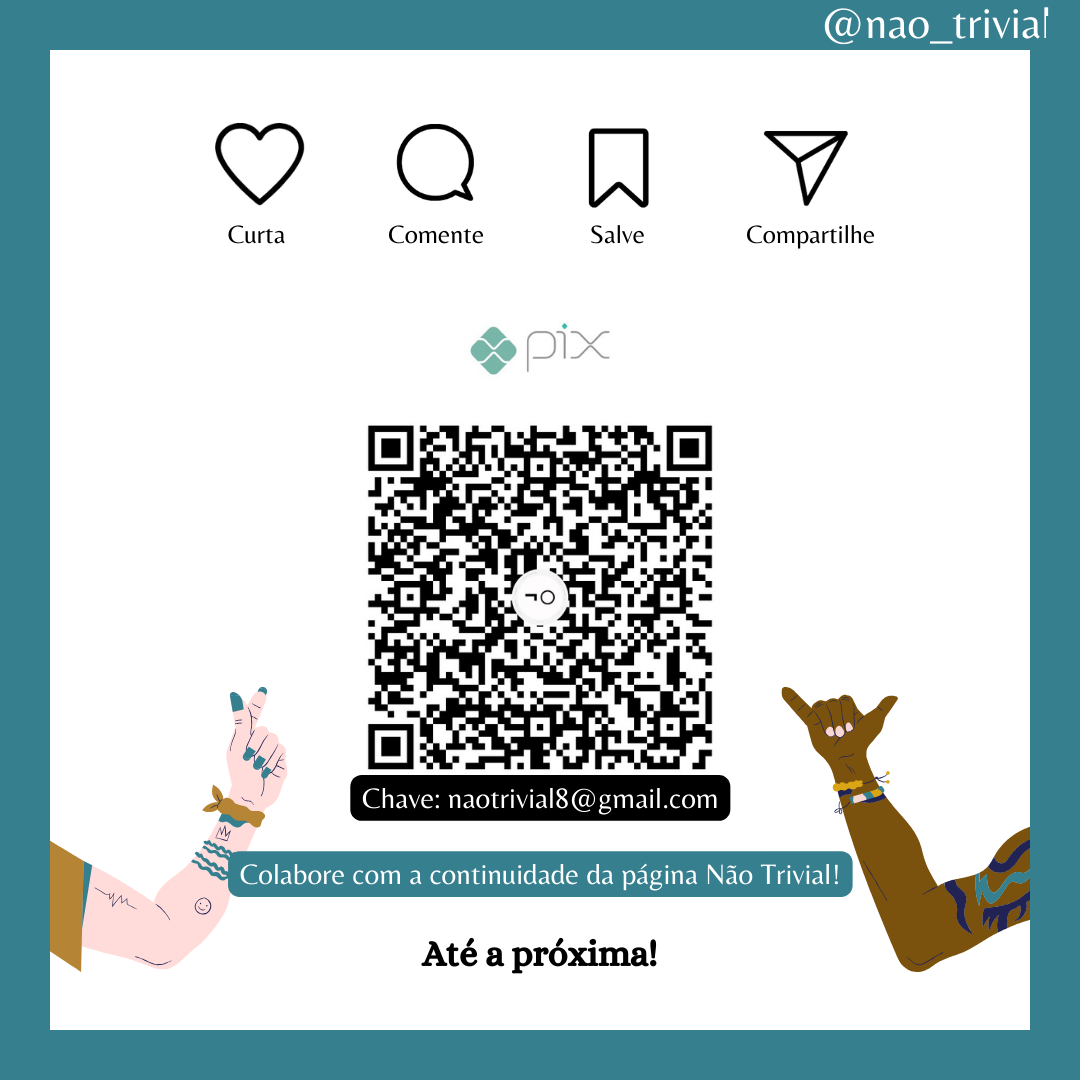 @nao_trivial
Curta
Comente
Salve
Compartilhe
pix
Chave: naotrivial8@gmail.com
Colabore com a continuidade da página Não Trivial!
Até a próxima!